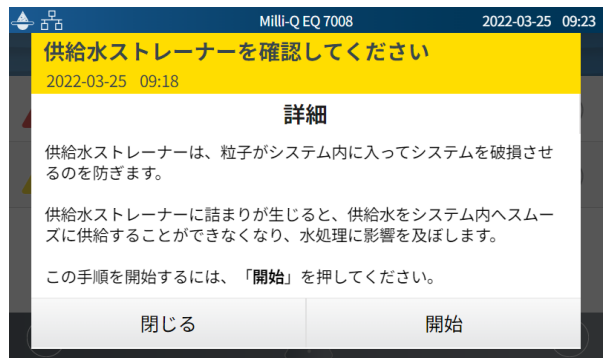 Milli-Q EQ 7008
2022-03-25 09:23
供給水ストレーナーを確認してください
2022-03-25 09:18
詳細
供給水ストレーナーは、粒子がシステム内に入ってシステムを破損させ
るのを防ぎます。
供給水ストレーナーに詰まりが生じると、供給水をシステム内へスムー
ズに供給することができなくなり、水処理に影響を及ぼします。
この手順を開始するには、「開始」を押してください。
閉じる
開始